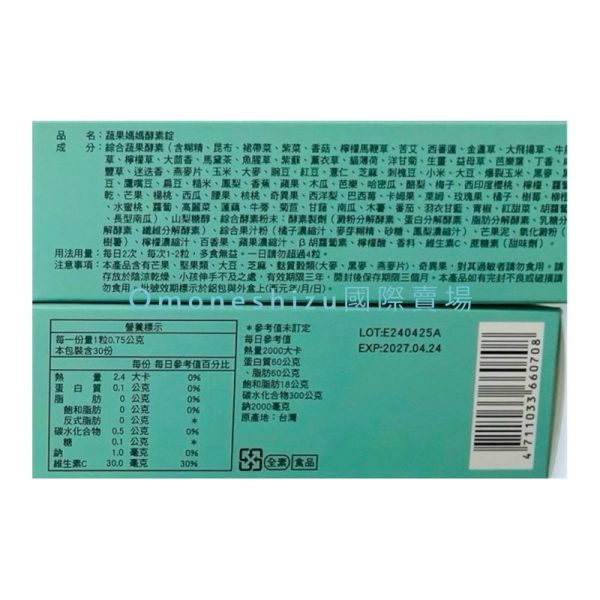 品　名：蔬果媽媽酵素錠
成　分：綜合蔬果酵素（含糊精、昆布、裙帶菜、紫菜、香菇、檸檬馬鞭草、苦艾、西番蓮、金盞草、大飛揚草、牛
草、檸檬草、大茴香、馬黛茶、魚腥草、紫蘇、薰衣草、貓薄荷、洋甘菊、生薑、益母草、芭樂葉、丁香、
豐草、迷迭香、燕麥片、玉米、大麥、豌豆、紅豆、薏仁、芝麻、刺槐豆、小米、大豆、爆裂玉米、黑麥、
豆、鷹嘴豆、扁豆、糙米、鳳梨、香蕉、蘋果、木瓜、芭樂、哈密瓜、酪梨、梅子、西印度櫻桃、檸檬、蘿
芒、芒果、楊桃、西瓜、腰果、核桃、奇異果、西洋梨、巴西莓、卡姆果、棗姆、玫瑰果、橘子、樹莓、柳
、水蜜桃、蘿蔔、高麗菜、蓮藕、牛蒡、菊苣、甘藷、南瓜、木薯、番茄、羽衣甘藍、青椒、紅甜菜、胡蘿蔔
、長型南瓜）、山梨糖醇、綜合酵素粉末：酵素製劑（澱粉分解酵素、蛋白分解酵素、脂肪分解酵素、乳糖分
解酵素、纖維分解酵素）、綜合果汁粉（橘子濃縮汁、麥芽糊精、砂糖、鳳梨濃縮汁）、芒果泥、氧化澱粉（
樹薯）、檸檬濃縮汁、百香果、蘋果濃縮汁、β胡蘿蔔素、檸檬酸、香料、維生素C、蔗糖素（甜味劑）。
用法用量：每日2次，每次1-2粒，多食無益。一日請勿超過4粒。
注意事項：本產品含有芒果、堅果類、大豆、芝麻、麩質穀類（大麥、黑麥、燕麥片）、奇異果，對其過敏者請勿食用。請
存放於陰涼乾燥、小孩伸手不及之處，有效期限三年，開封後保存期限三個月。本產品如有不良或破損請
勿食用。批號效期標示於鋁包與外盒上（西元年/月/日）。
Omoneshizu國際賣場
營養標示
每一份量1粒0.75公克
本包裝含30份
每份　每日參考值百分比
熱　量　2.4　大卡　0%
蛋白質　0.1　公克　0%
脂　肪　0　公克　0%
飽和脂肪　0　公克　0%
反式脂肪　0　公克　*
碳水化合物　0.5　公克　0%
糖　0.1　公克　*
鈉　1.0　毫克　0%
維生素C　30.0　毫克　30%
*參考值未訂定
每日參考值
熱量2000大卡
蛋白質60公克
、脂肪60公克
飽和脂肪18公克
碳水化合物300公克
鈉2000毫克
原產地：台灣
全素　食品
LOT:E240425A
EXP:2027.04.24
4711033660708